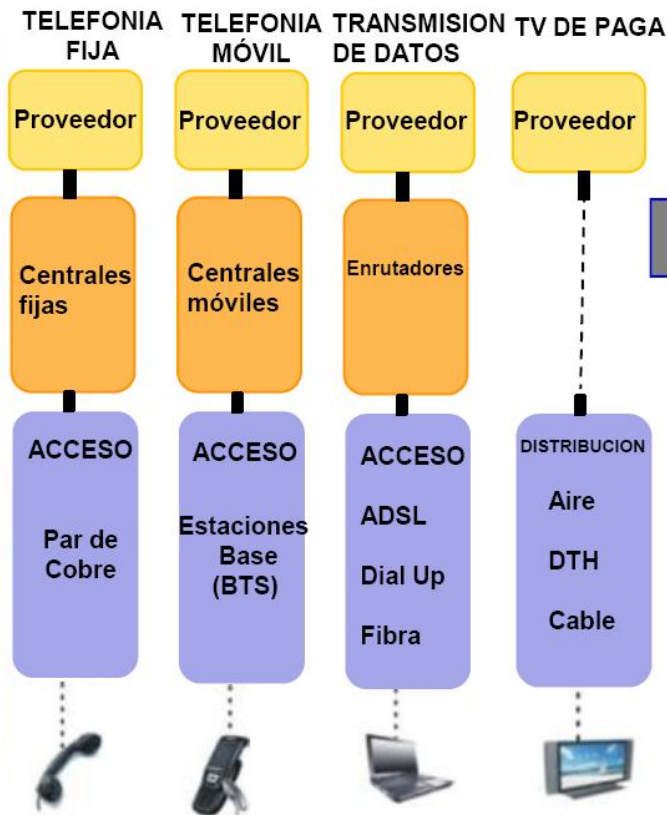 TELEFONIA
FIJA
TELEFONIA
MÓVIL
TRANSMISION
DE DATOS
TV DE PAGA
Proveedor
Proveedor
Proveedor
Proveedor
Centrales
fijas
Centrales
móviles
Enrutadores
ACCESO
Par de
Cobre
ACCESO
Estaciones
Base
(BTS)
ACCESO
ADSL
Dial Up
Fibra
DISTRIBUCION
Aire
DTH
Cable